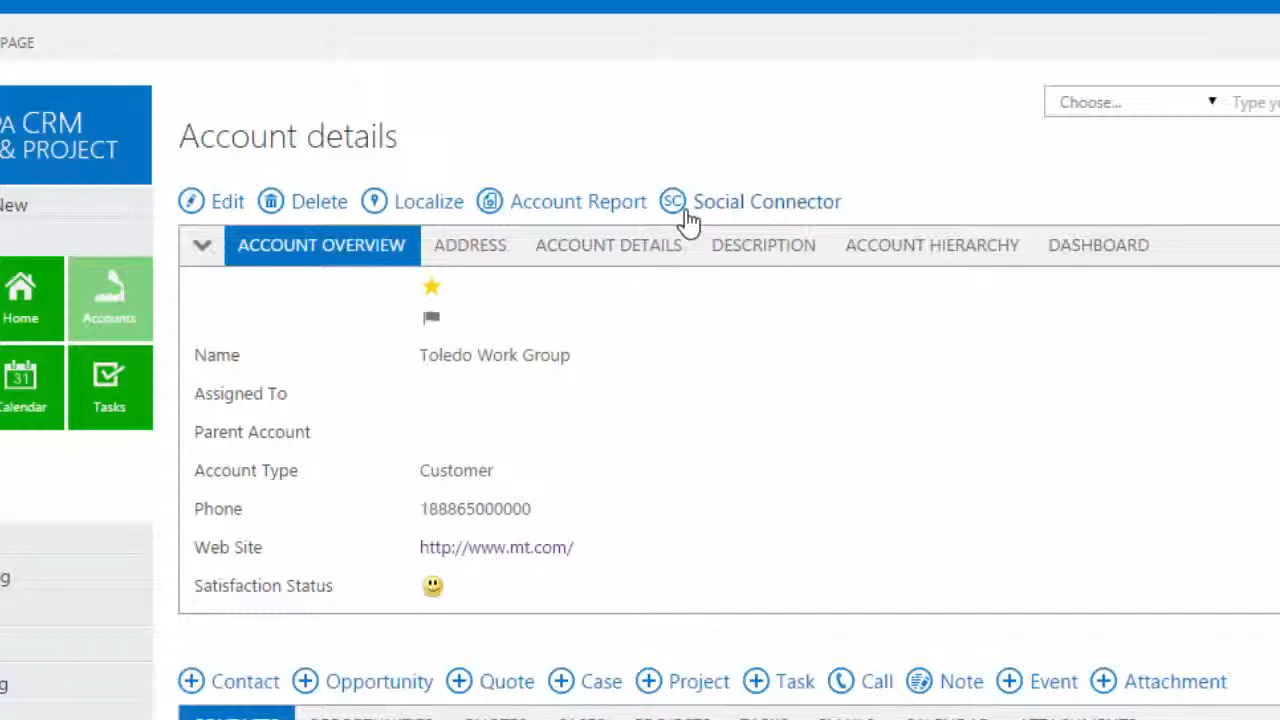 PAGE
CRM
& PROJECT
Choose...
Type
Account details
Edit Delete Localize Account Report SC Social Connector
ACCOUNT OVERVIEW ADDRESS ACCOUNT DETAILS DESCRIPTION ACCOUNT HIERARCHY DASHBOARD
Home Accounts
Name Toledo Work Group
Assigned To
31
Calendar Tasks
Parent Account
Account Type Customer
Phone 188865000000
Web Site http://www.mt.com/
Satisfaction Status
Contact Opportunity Quote Case Project Task Call Note Event Attachment